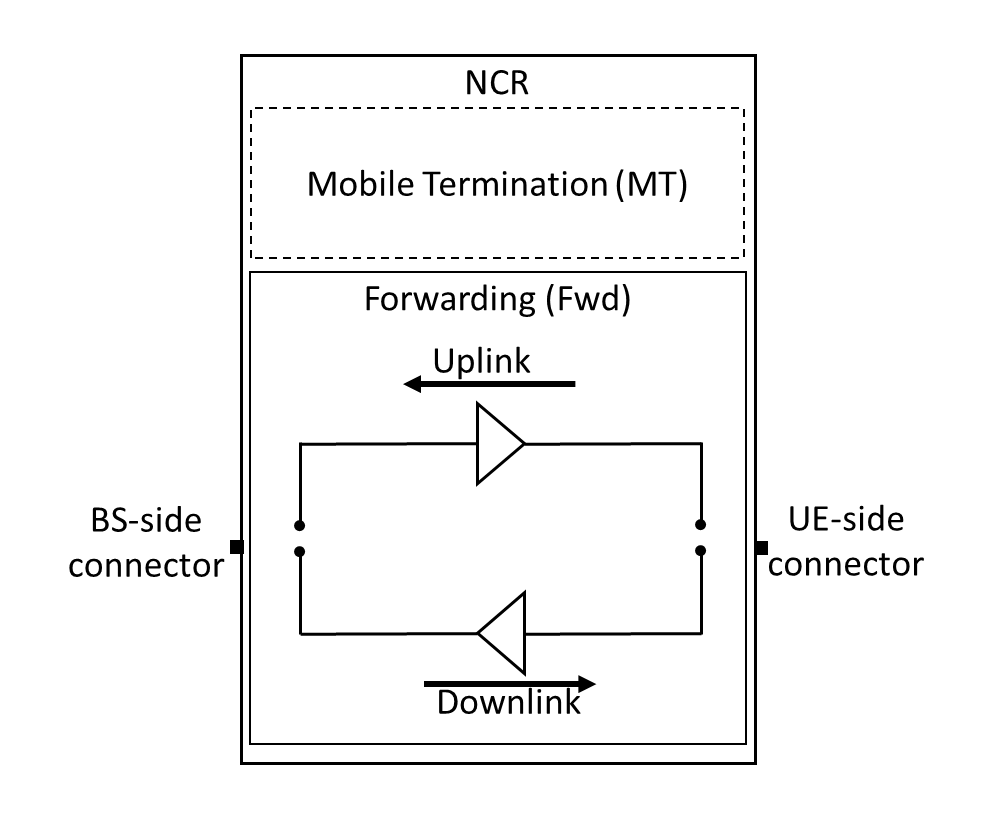 NCR
Mobile Termination (MT)
Forwarding (Fwd)
Uplink
BS-side
connector
UE-side
connector
Downlink